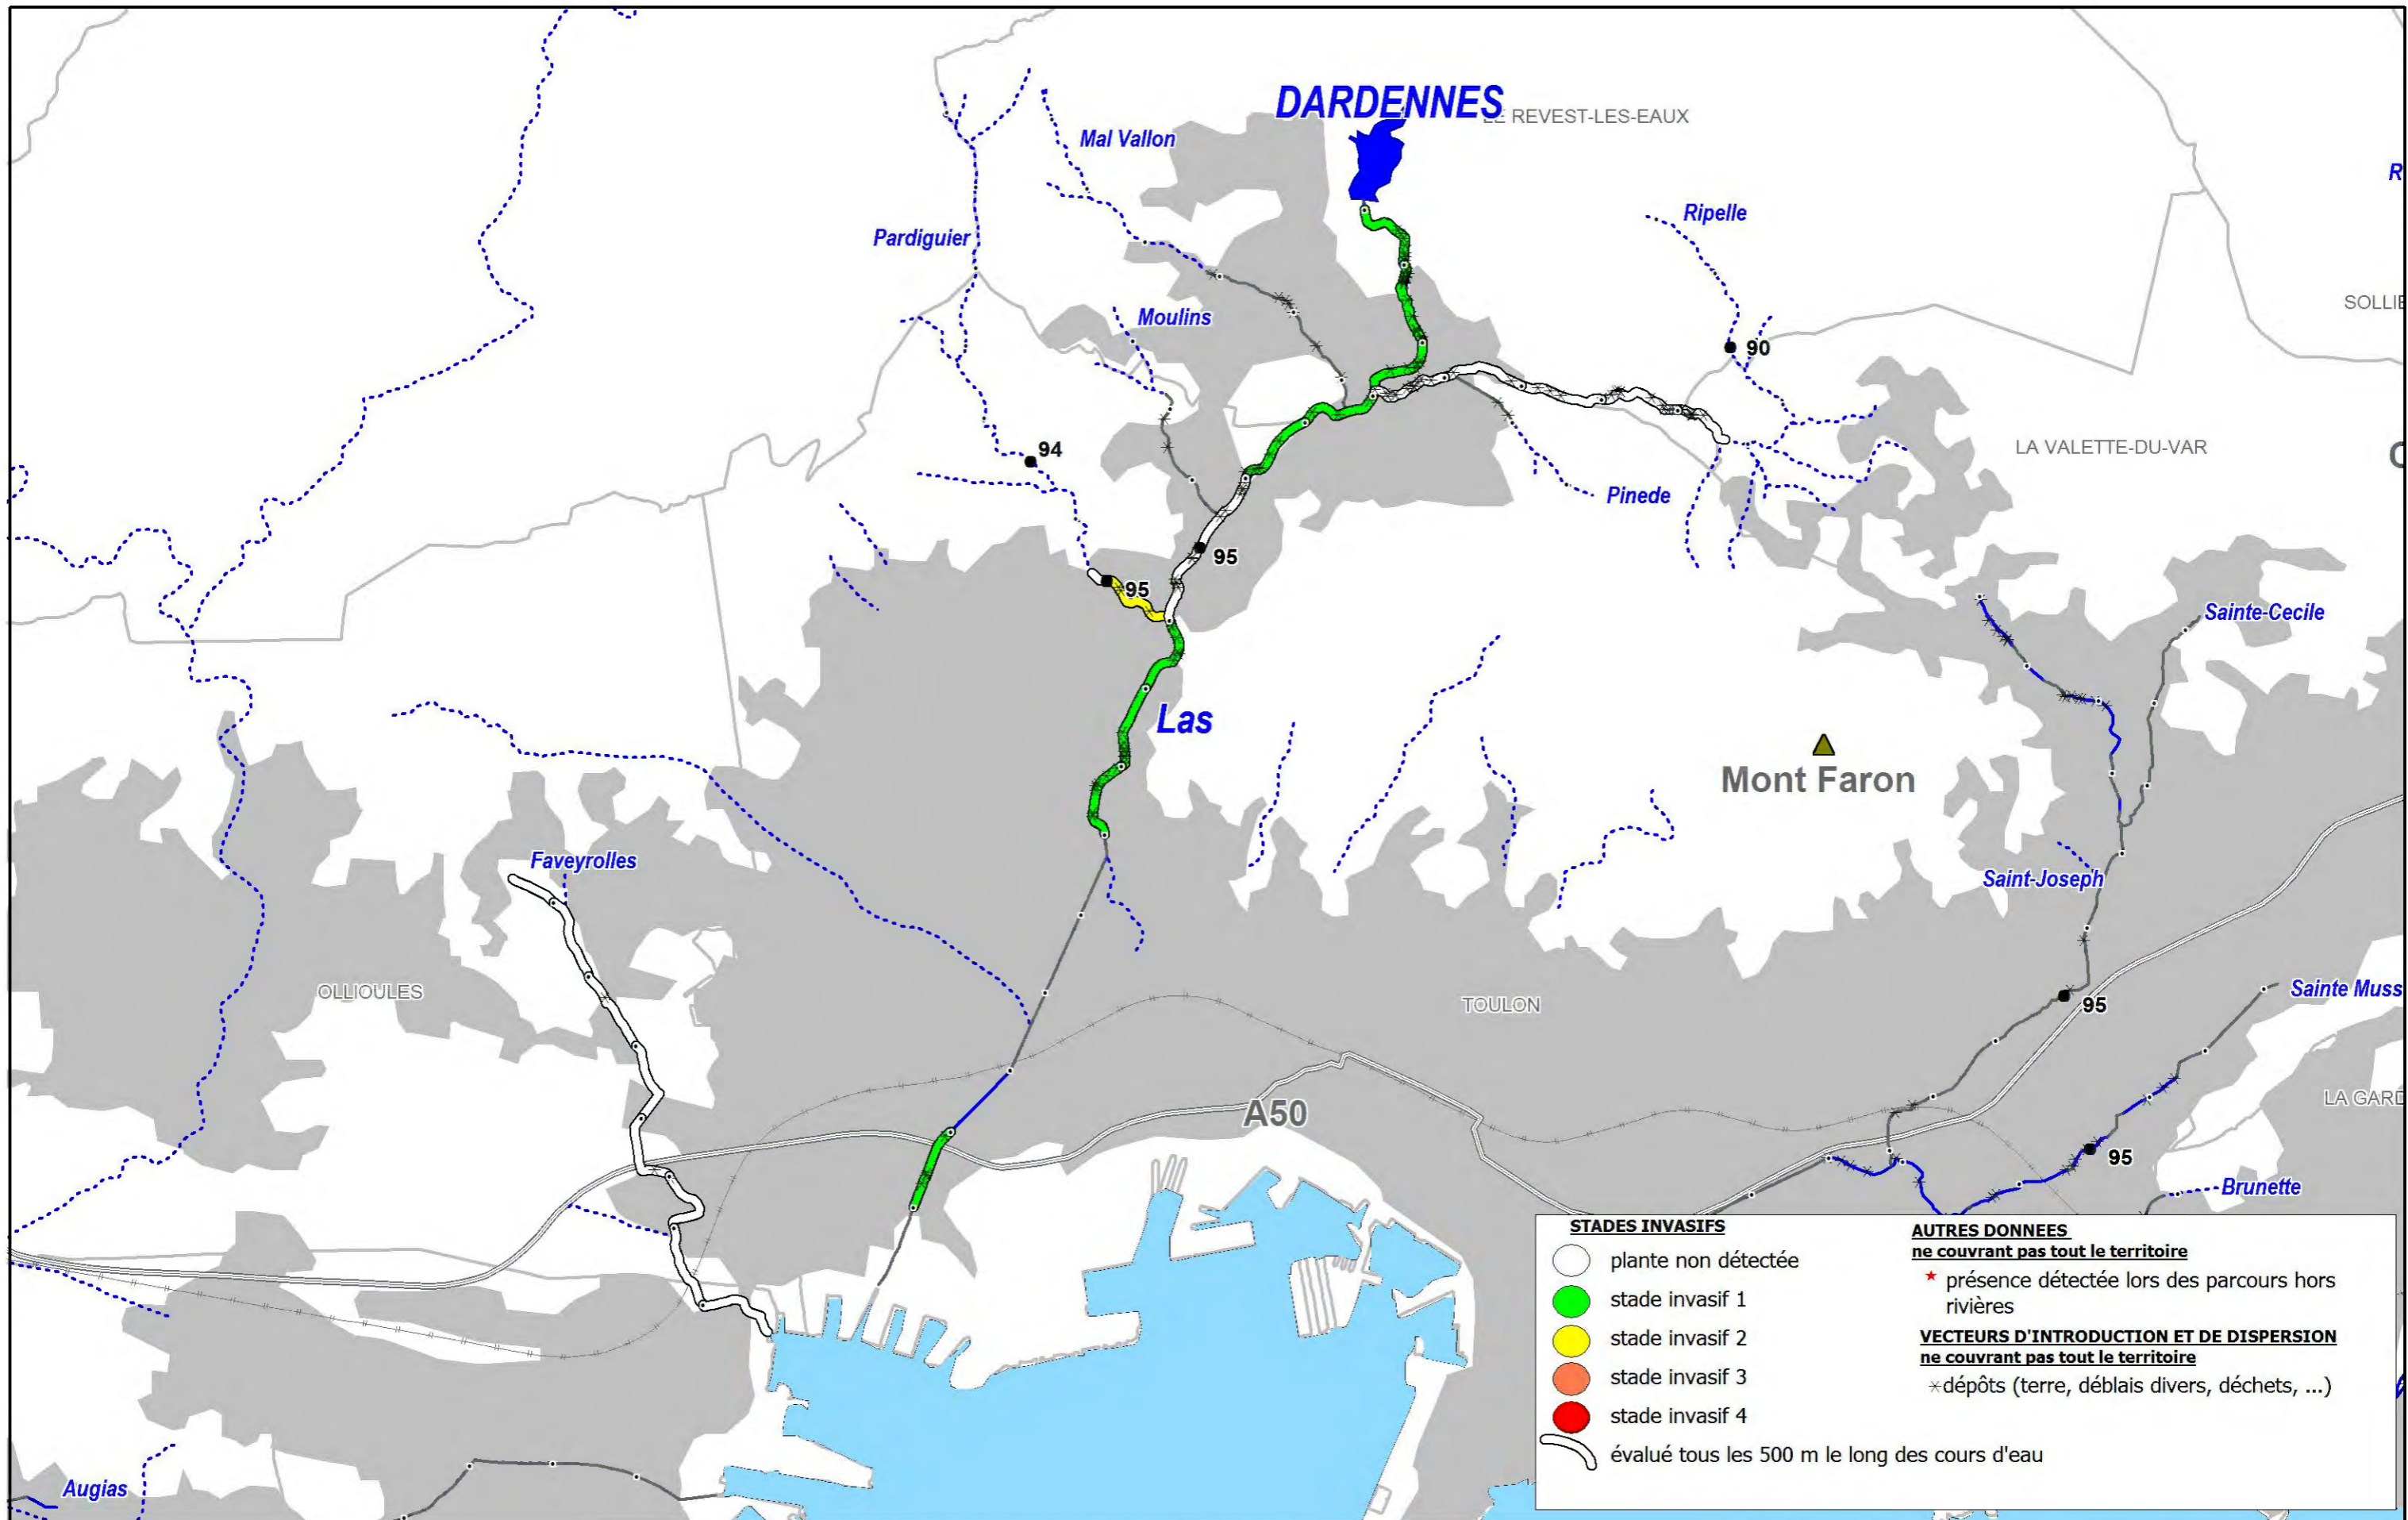 DARDENNES
LE REVEST-LES-EAUX
Mal Vallon
R
Ripelle
Pardiguier
SOLLIE
Moulins
90
94
LA VALETTE-DU-VAR
C
Pinede
95
95
Sainte-Cecile
Las
Mont Faron
Faveyrolles
Saint-Joseph
OLLIOULES
Sainte Muss
TOULON
95
LA GARD
A50
95
Brunette
Augias
STADES INVASIFS
plante non détectée
stade invasif 1
stade invasif 2
stade invasif 3
stade invasif 4
évalué tous les 500 m le long des cours d'eau
AUTRES DONNEES
ne couvrant pas tout le territoire
présence détectée lors des parcours hors
rivières
VECTEURS D'INTRODUCTION ET DE DISPERSION
ne couvrant pas tout le territoire
dépôts (terre, déblais divers, déchets, ...)